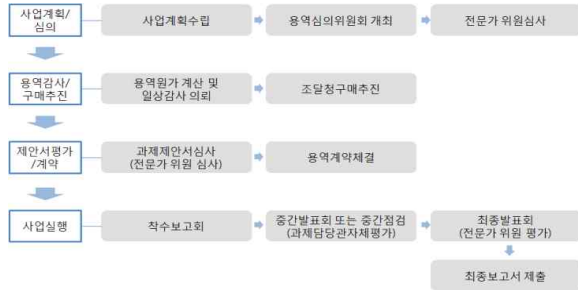 사업계획/
심의
사업계획수립
용역심의위원회 개최
전문가 위원심사
용역감사/
구매추진
용역원가 계산 및
일상감사 의뢰
조달청구매추진
제안서평가
/계약
과제제안서심사
(전문가 위원 심사)
용역계약체결
사업실행
착수보고회
중간발표회 또는 중간점검
(과제담당관자체평가)
최종발표회
(전문가 위원 평가)
최종보고서 제출